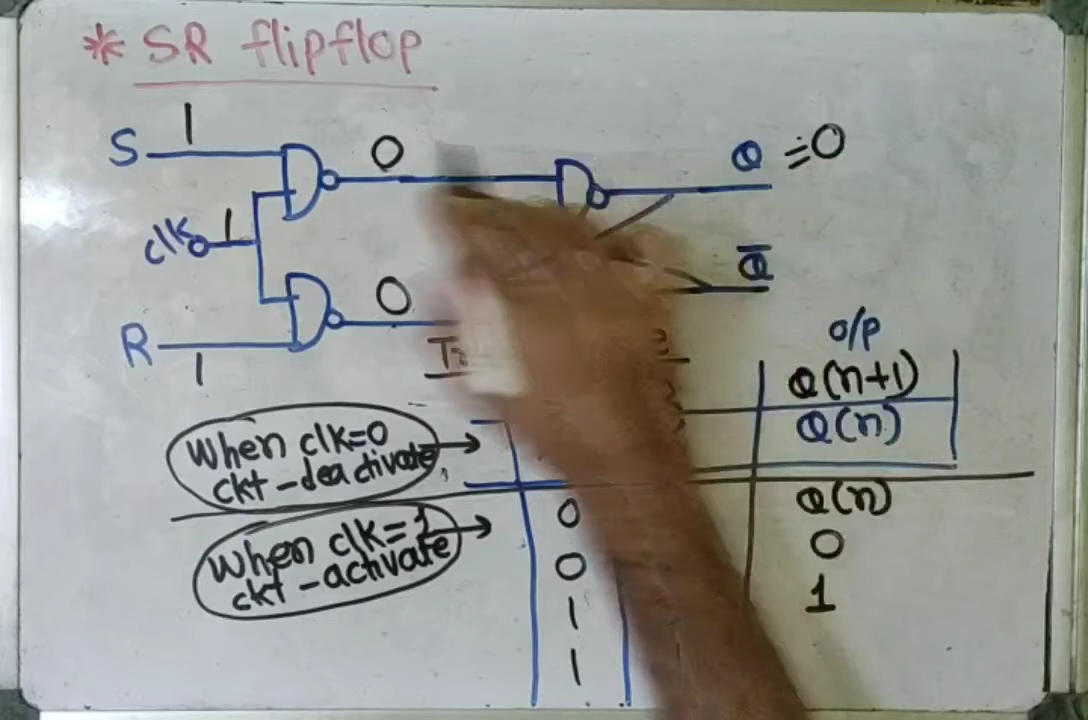 * SR flipflop
S 1 0 Q = 0
clk 1
Q̅
R 1 0
o/p
Q(n+1)
When clk=0 Q(n)
ckt - deactivate
Q(n)
When clk=1 0 0
ckt - activate 0 1
1
1